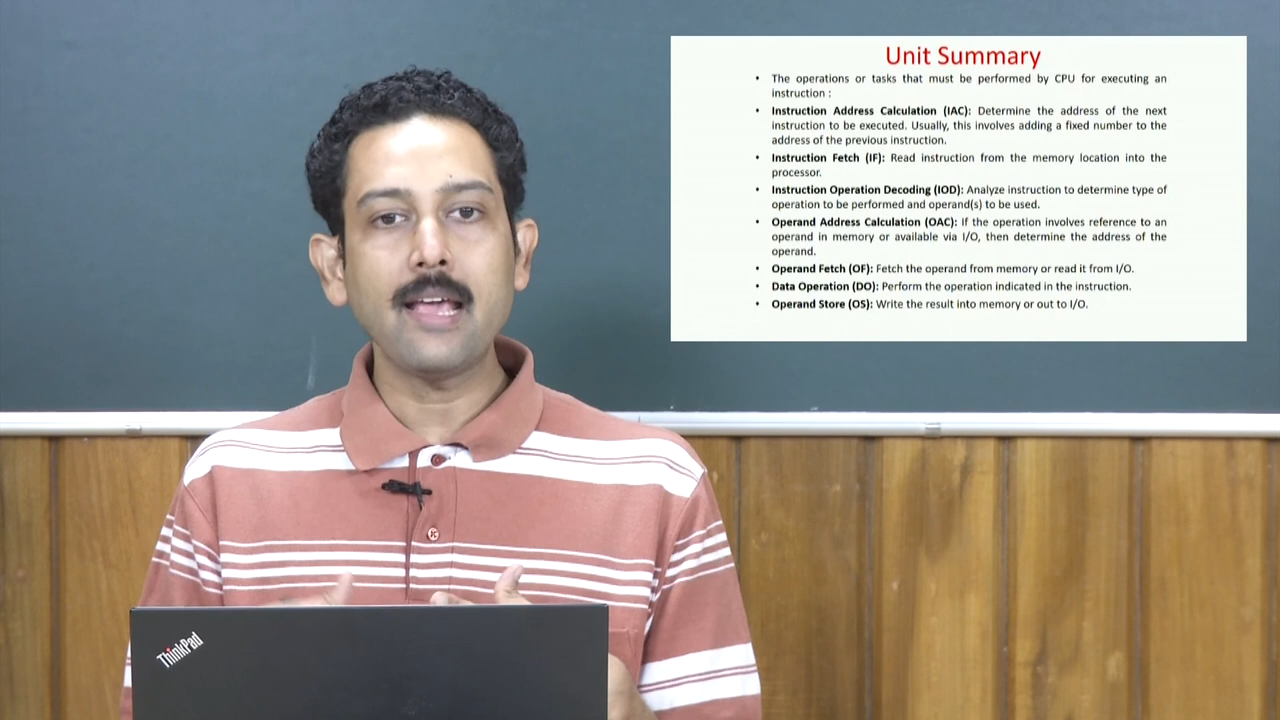 Unit Summary
• The operations or tasks that must be performed by CPU for executing an
instruction :
• Instruction Address Calculation (IAC): Determine the address of the next
instruction to be executed. Usually, this involves adding a fixed number to the
address of the previous instruction.
• Instruction Fetch (IF): Read instruction from the memory location into the
processor.
• Instruction Operation Decoding (IOD): Analyze instruction to determine type of
operation to be performed and operand(s) to be used.
• Operand Address Calculation (OAC): If the operation involves reference to an
operand in memory or available via I/O, then determine the address of the
operand.
• Operand Fetch (OF): Fetch the operand from memory or read it from I/O.
• Data Operation (DO): Perform the operation indicated in the instruction.
• Operand Store (OS): Write the result into memory or out to I/O.
ThinkPad